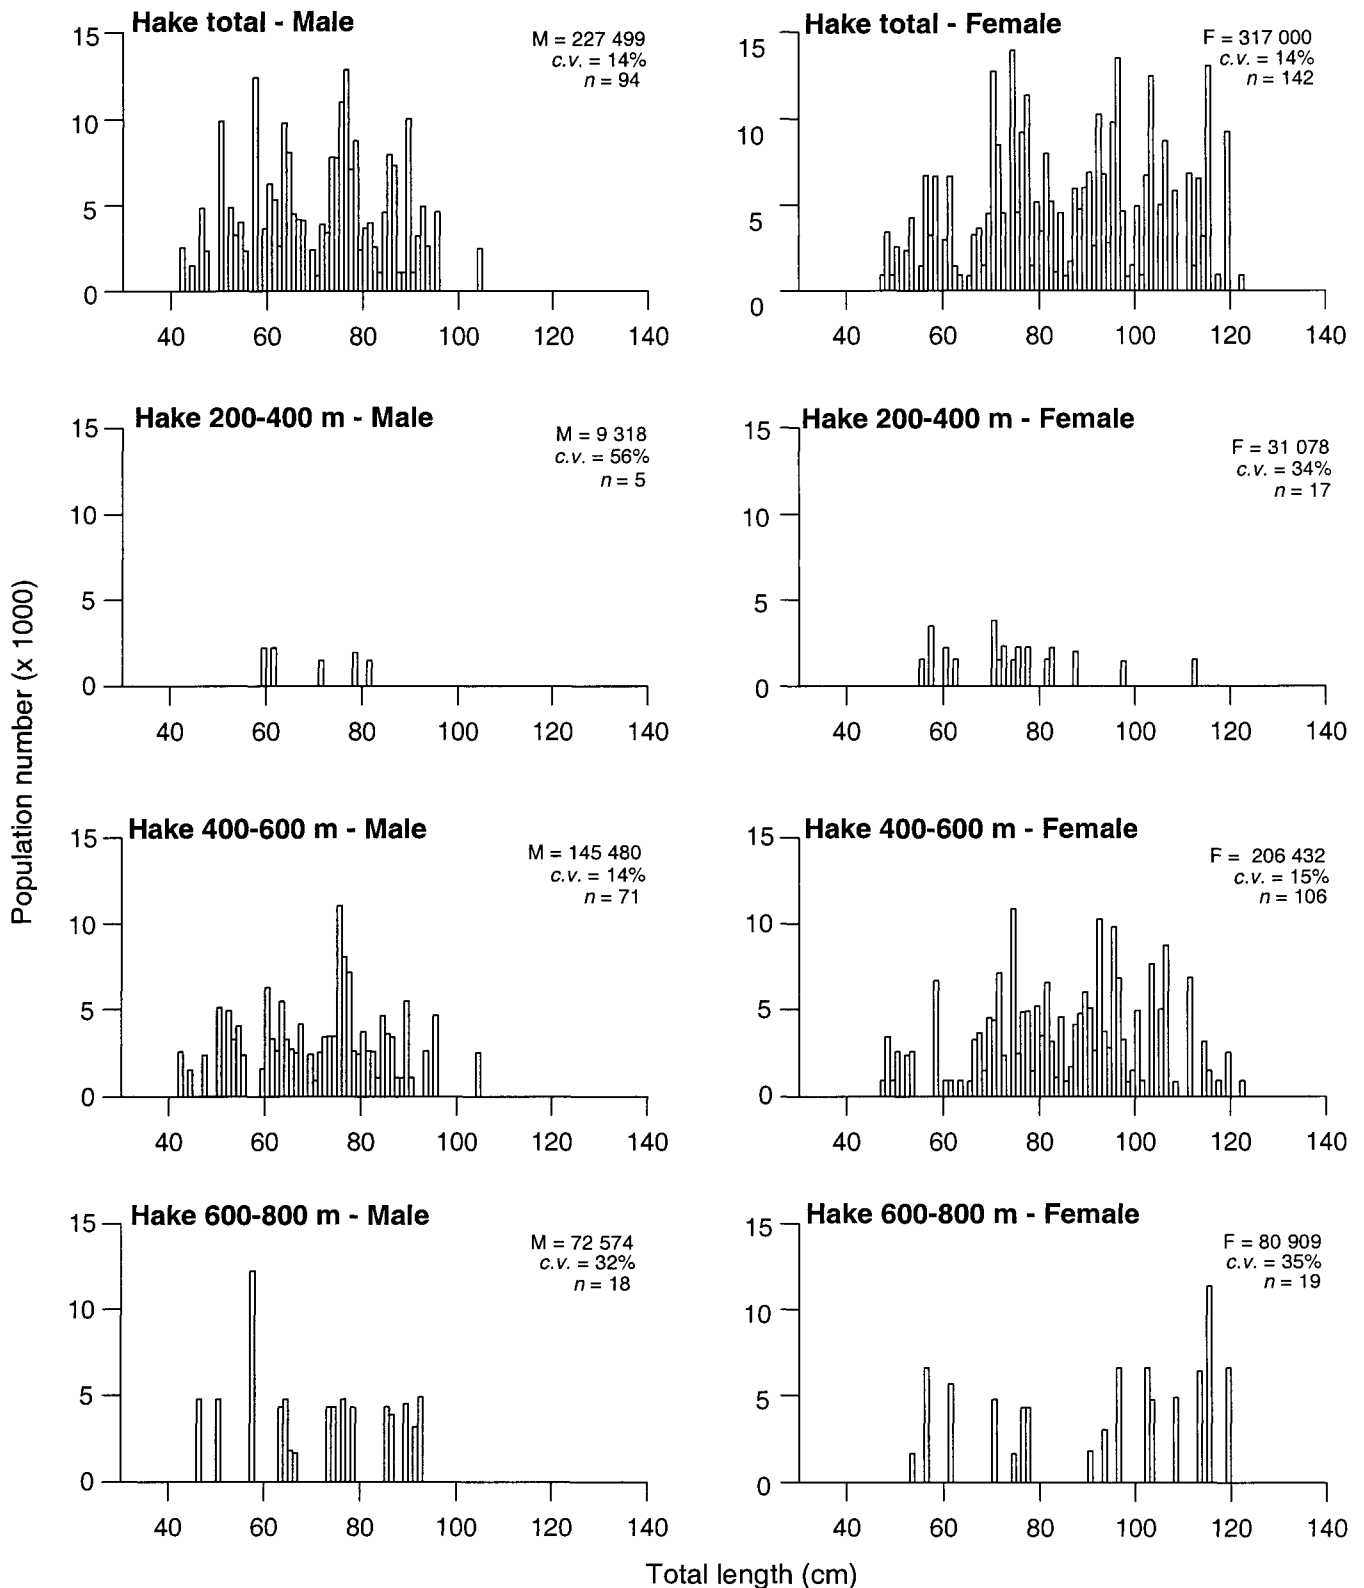 Hake total - Male
M = 227 499
c.v. = 14%
n = 94
15
10
5
0
40 60 80 100 120 140
Hake total - Female
F = 317 000
c.v. = 14%
n = 142
15
10
5
0
40 60 80 100 120 140
Hake 200-400 m - Male
M = 9 318
c.v. = 56%
n = 5
15
10
5
0
40 60 80 100 120 140
Hake 200-400 m - Female
F = 31 078
c.v. = 34%
n = 17
15
10
5
0
40 60 80 100 120 140
Population number (x 1000)
Hake 400-600 m - Male
M = 145 480
c.v. = 14%
n = 71
15
10
5
0
40 60 80 100 120 140
Hake 400-600 m - Female
F = 206 432
c.v. = 15%
n = 106
15
10
5
0
40 60 80 100 120 140
Hake 600-800 m - Male
M = 72 574
c.v. = 32%
n = 18
15
10
5
0
40 60 80 100 120 140
Hake 600-800 m - Female
F = 80 909
c.v. = 35%
n = 19
15
10
5
0
40 60 80 100 120 140
Total length (cm)